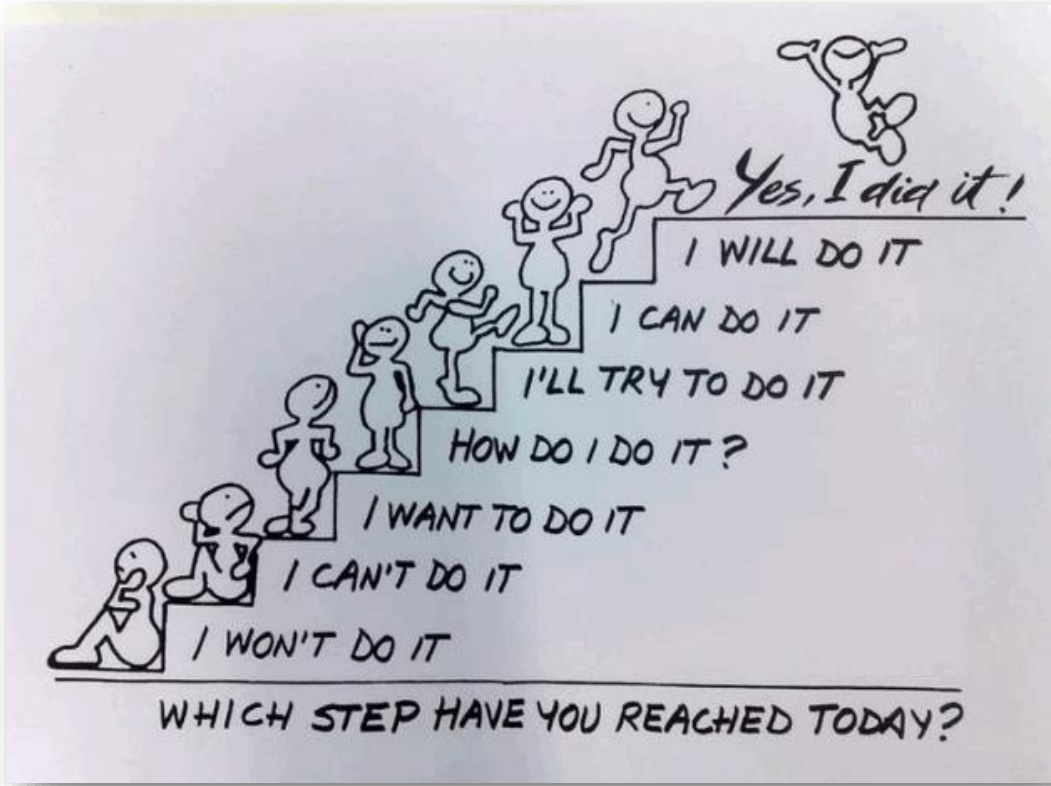 Yes, I did it!
I WILL DO IT
I CAN DO IT
I'LL TRY TO DO IT
HOW DO I DO IT?
I WANT TO DO IT
I CAN'T DO IT
I WON'T DO IT
WHICH STEP HAVE YOU REACHED TODAY?